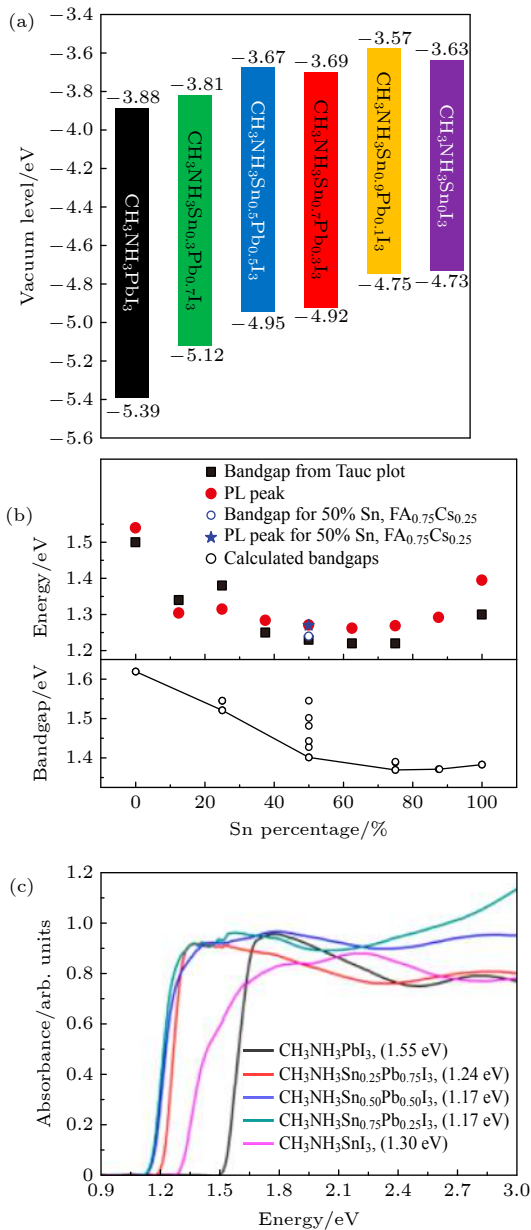 (a)
−3.4
−3.6
−3.8
−4.0
−4.2
−4.4
−4.6
−4.8
−5.0
−5.2
−5.4
−5.6
Vacuum level/eV
−3.88
−3.81
−3.67
−3.69
−3.57
−3.63
CH3NH3PbI3
CH3NH3Sn0.3Pb0.7I3
CH3NH3Sn0.5Pb0.5I3
CH3NH3Sn0.7Pb0.3I3
CH3NH3Sn0.9Pb0.1I3
CH3NH3Sn0I3
−5.39
−5.12
−4.95
−4.92
−4.75
−4.73
(b)
Bandgap from Tauc plot
PL peak
Bandgap for 50% Sn, FA0.75Cs0.25
PL peak for 50% Sn, FA0.75Cs0.25
Calculated bandgaps
Energy/eV
1.5
1.4
1.3
1.2
Bandgap/eV
1.6
1.5
1.4
0 20 40 60 80 100
Sn percentage/%
(c)
Absorbance/arb. units
1.2
1.0
0.8
0.6
0.4
0.2
0
CH3NH3PbI3, (1.55 eV)
CH3NH3Sn0.25Pb0.75I3, (1.24 eV)
CH3NH3Sn0.50Pb0.50I3, (1.17 eV)
CH3NH3Sn0.75Pb0.25I3, (1.17 eV)
CH3NH3SnI3, (1.30 eV)
0.9 1.2 1.5 1.8 2.1 2.4 2.7 3.0
Energy/eV